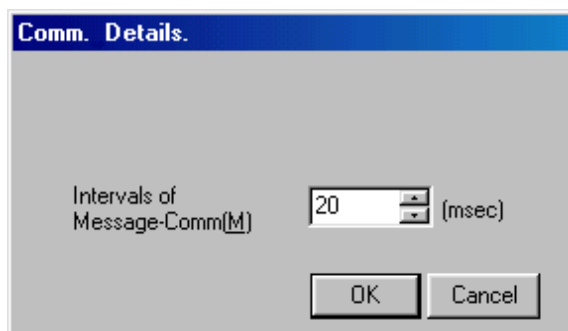 Comm. Details.
Intervals of
Message-Comm(M)
20
(msec)
OK
Cancel